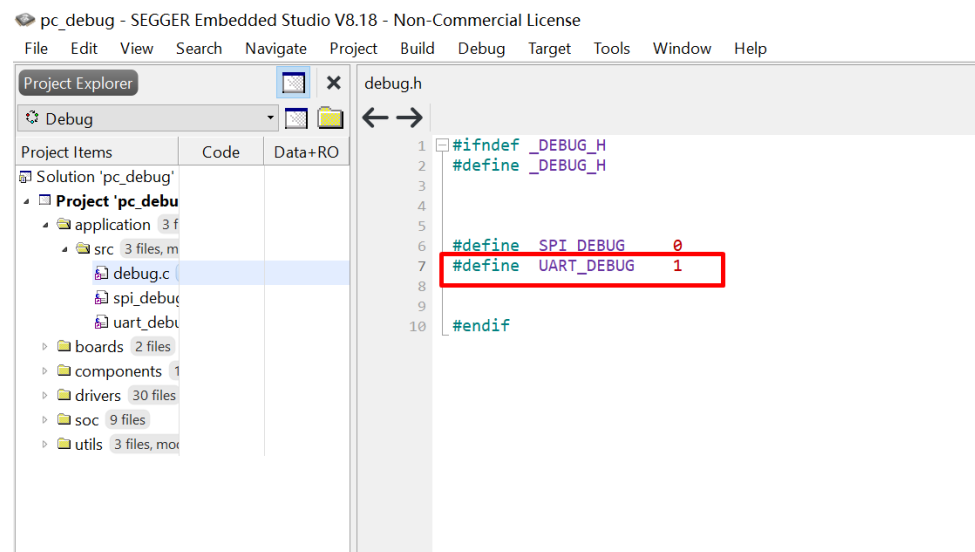 pc_debug - SEGGER Embedded Studio V8.18 - Non-Commercial License
File Edit View Search Navigate Project Build Debug Target Tools Window Help
Project Explorer
Debug
Project Items Code Data+RO
Solution 'pc_debug'
Project 'pc_debu
application 3 f
src 3 files, m
debug.c
spi_debug
uart_debu
boards 2 files
components 1
drivers 30 files
soc 9 files
utils 3 files, mod
debug.h
1 #ifndef _DEBUG_H
2 #define _DEBUG_H
3
4
5
6 #define SPI_DEBUG 0
7 #define UART_DEBUG 1
8
9
10 #endif